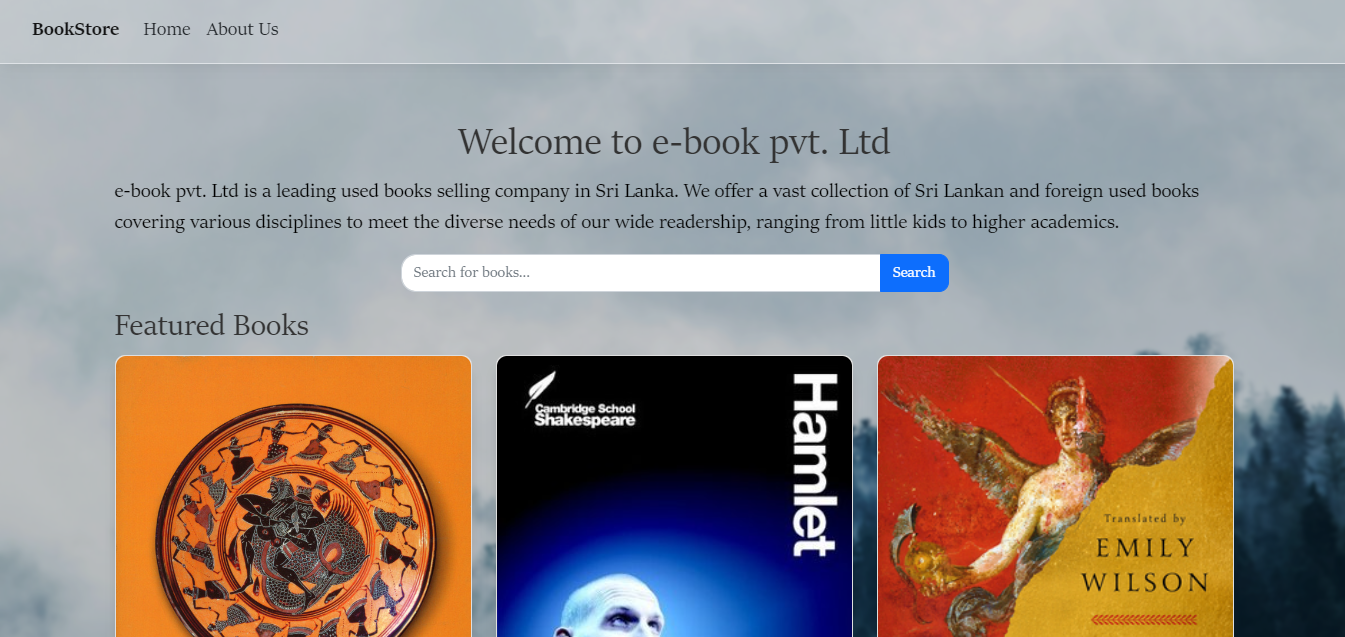 BookStore Home About Us
Welcome to e-book pvt. Ltd
e-book pvt. Ltd is a leading used books selling company in Sri Lanka. We offer a vast collection of Sri Lankan and foreign used books
covering various disciplines to meet the diverse needs of our wide readership, ranging from little kids to higher academics.
Search for books...
Search
Featured Books
Cambridge School
Shakespeare
Hamlet
Translated by
EMILY
WILSON